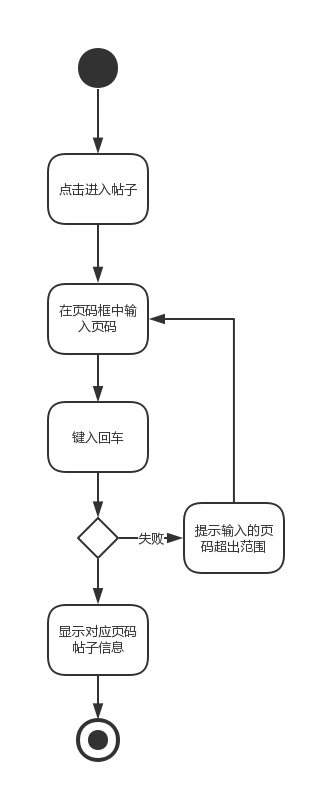 点击进入帖子
在页码框中输
入页码
键入回车
失败
提示输入的页
码超出范围
显示对应页码
帖子信息